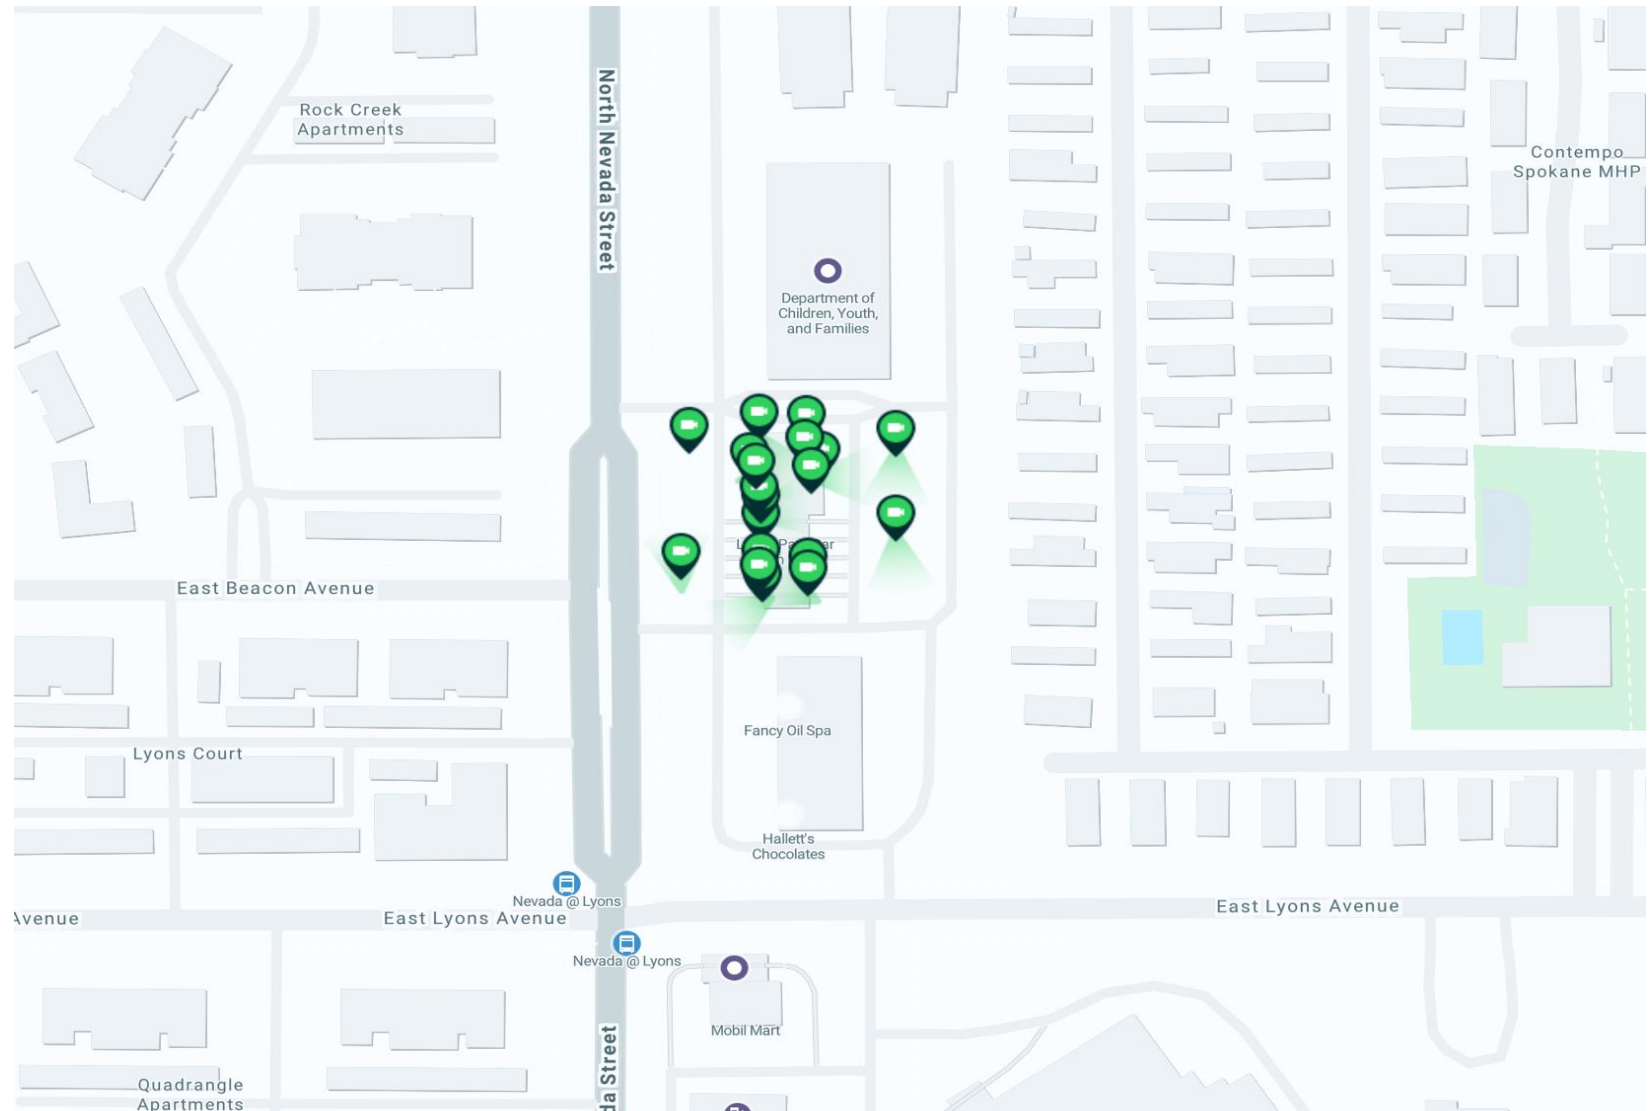 North Nevada Street
Rock Creek
Apartments
Contempo
Spokane MHP
Department of
Children, Youth,
and Families
East Beacon Avenue
Lyons Court
Fancy Oil Spa
Hallett's
Chocolates
Nevada @ Lyons
Avenue
East Lyons Avenue
East Lyons Avenue
Nevada @ Lyons
Mobil Mart
da Street
Quadrangle
Apartments